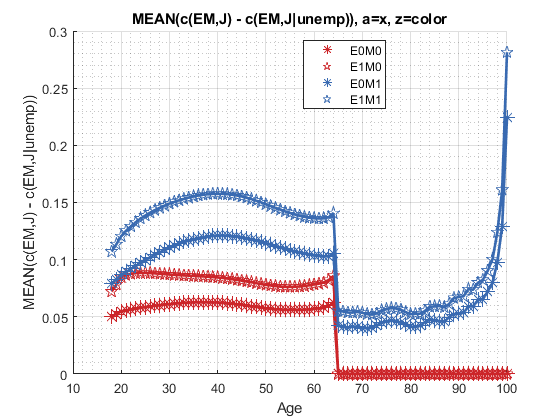 MEAN(c(EM,J) - c(EM,J|unemp)), a=x, z=color
MEAN(c(EM,J) - c(EM,J|unemp))
0.3
0.25
0.2
0.15
0.1
0.05
0
E0M0
E1M0
E0M1
E1M1
10 20 30 40 50 60 70 80 90 100
Age